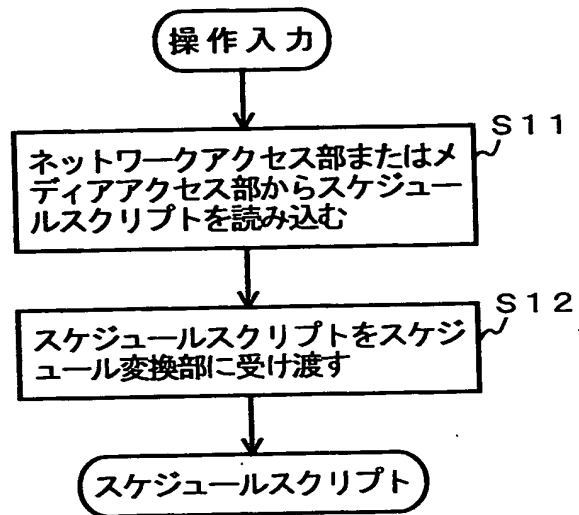 操作入力
S11
ネットワークアクセス部またはメ
ディアアクセス部からスケジュー
ルスクリプトを読み込む
S12
スケジュールスクリプトをスケジ
ュール変換部に受け渡す
スケジュールスクリプト